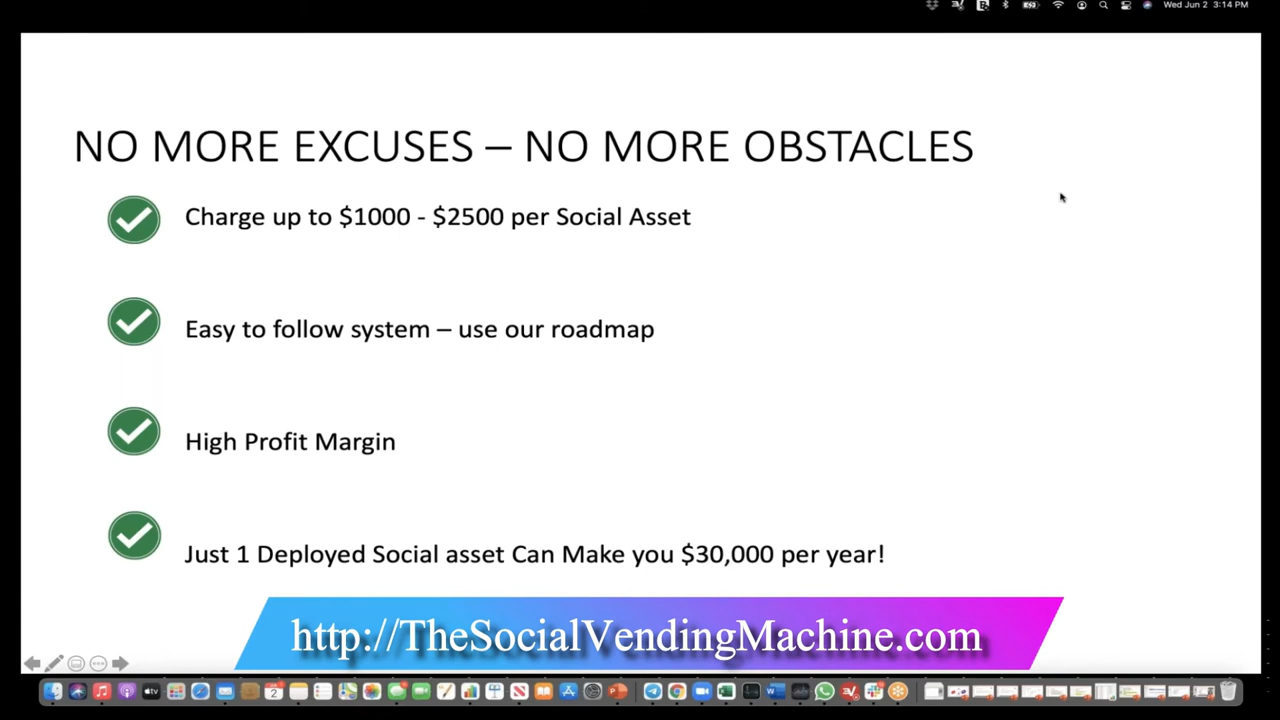 Wed Jun 2 3:14 PM
NO MORE EXCUSES – NO MORE OBSTACLES
Charge up to $1000 - $2500 per Social Asset
Easy to follow system – use our roadmap
High Profit Margin
Just 1 Deployed Social asset Can Make you $30,000 per year!
http://TheSocialVendingMachine.com